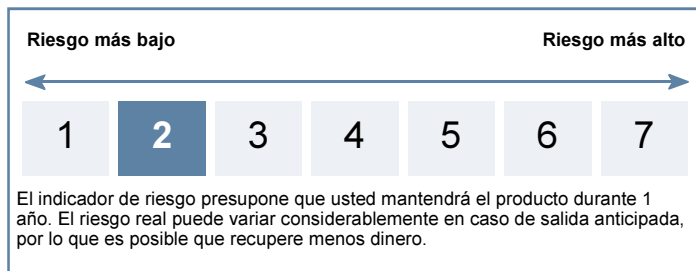 Riesgo más bajo Riesgo más alto
1 2 3 4 5 6 7
El indicador de riesgo presupone que usted mantendrá el producto durante 1
año. El riesgo real puede variar considerablemente en caso de salida anticipada,
por lo que es posible que recupere menos dinero.